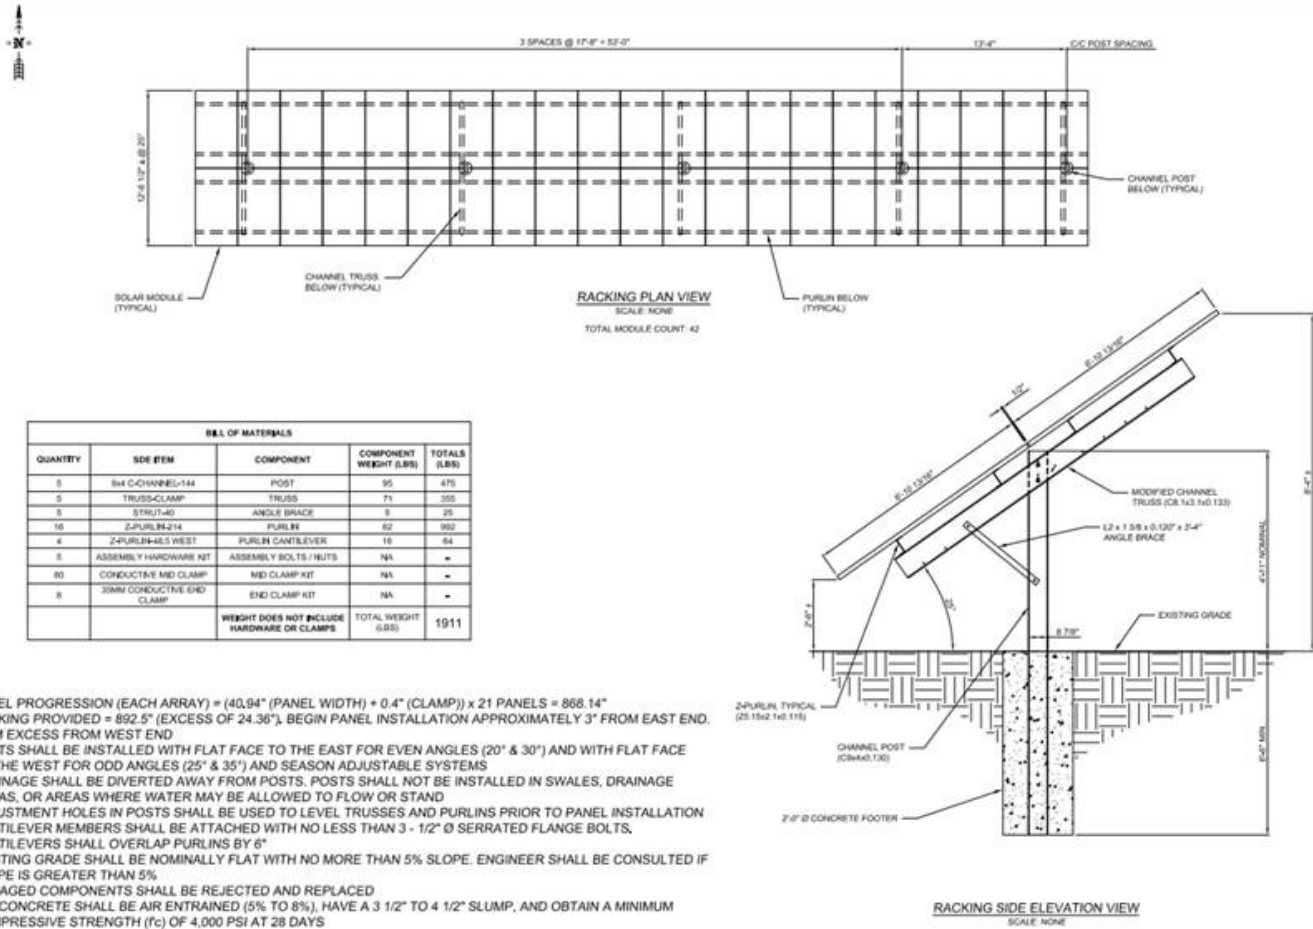 N
3 SPACES @ 17'-8" = 53'-0"
13'-4"
C/C POST SPACING
12'-6 1/2" ± @ 25°
CHANNEL POST
BELOW (TYPICAL)
SOLAR MODULE
(TYPICAL)
CHANNEL TRUSS
BELOW (TYPICAL)
PURLIN BELOW
(TYPICAL)
RACKING PLAN VIEW
SCALE: NONE
TOTAL MODULE COUNT: 42
BILL OF MATERIALS
QUANTITY SDE ITEM COMPONENT COMPONENT WEIGHT (LBS) TOTALS (LBS)
5 9x4 C-CHANNEL-144 POST 95 475
5 TRUSS-CLAMP TRUSS 71 355
5 STRUT-40 ANGLE BRACE 5 25
16 Z-PURLIN-214 PURLIN 62 992
4 Z-PURLIN-48.5 WEST PURLIN CANTILEVER 16 64
5 ASSEMBLY HARDWARE KIT ASSEMBLY BOLTS / NUTS NA -
80 CONDUCTIVE MID CLAMP MID CLAMP KIT NA -
8 30MM CONDUCTIVE END CLAMP END CLAMP KIT NA -
WEIGHT DOES NOT INCLUDE HARDWARE OR CLAMPS TOTAL WEIGHT (LBS) 1911
6'-10 13/16"
1/2"
6'-10 13/16"
MODIFIED CHANNEL
TRUSS (C8.1x3.1x0.133)
L2 x 1 5/8 x 0.120" x 3'-4"
ANGLE BRACE
4'-11" NOMINAL
2'-6" ±
25°
EXISTING GRADE
8 7/8"
Z-PURLIN, TYPICAL
CHANNEL POST
(C9x4x0.130)
2'-0" Ø CONCRETE FOOTER
MIN
RACKING SIDE ELEVATION VIEW
SCALE: NONE
EL PROGRESSION (EACH ARRAY) = (40.94" (PANEL WIDTH) + 0.4" (CLAMP)) x 21 PANELS = 868.14"
KING PROVIDED = 892.5" (EXCESS OF 24.36"), BEGIN PANEL INSTALLATION APPROXIMATELY 3" FROM EAST END.
M EXCESS FROM WEST END
TS SHALL BE INSTALLED WITH FLAT FACE TO THE EAST FOR EVEN ANGLES (20° & 30°) AND WITH FLAT FACE
THE WEST FOR ODD ANGLES (25° & 35°) AND SEASON ADJUSTABLE SYSTEMS
INAGE SHALL BE DIVERTED AWAY FROM POSTS. POSTS SHALL NOT BE INSTALLED IN SWALES, DRAINAGE
AS, OR AREAS WHERE WATER MAY BE ALLOWED TO FLOW OR STAND
USTMENT HOLES IN POSTS SHALL BE USED TO LEVEL TRUSSES AND PURLINS PRIOR TO PANEL INSTALLATION
TILEVER MEMBERS SHALL BE ATTACHED WITH NO LESS THAN 3 - 1/2" Ø SERRATED FLANGE BOLTS.
TILEVERS SHALL OVERLAP PURLINS BY 6"
TING GRADE SHALL BE NOMINALLY FLAT WITH NO MORE THAN 5% SLOPE. ENGINEER SHALL BE CONSULTED IF
PE IS GREATER THAN 5%
AGED COMPONENTS SHALL BE REJECTED AND REPLACED
CONCRETE SHALL BE AIR ENTRAINED (5% TO 8%), HAVE A 3 1/2" TO 4 1/2" SLUMP, AND OBTAIN A MINIMUM
MPRESSIVE STRENGTH (f'c) OF 4,000 PSI AT 28 DAYS